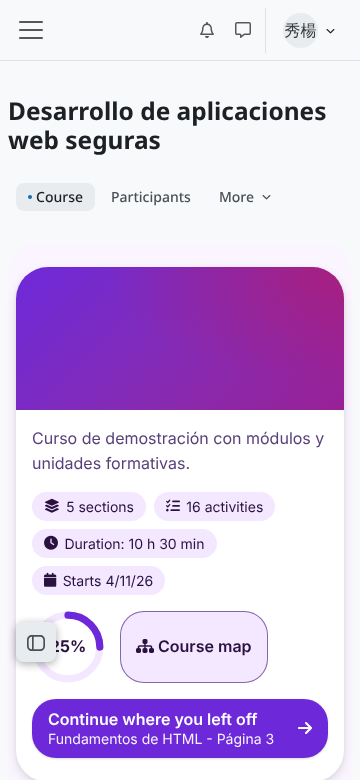 秀楊
Desarrollo de aplicaciones
web seguras
Course
Participants
More
Curso de demostración con módulos y
unidades formativas.
5 sections
16 activities
Duration: 10 h 30 min
Starts 4/11/26
25%
Course map
Continue where you left off
Fundamentos de HTML - Página 3